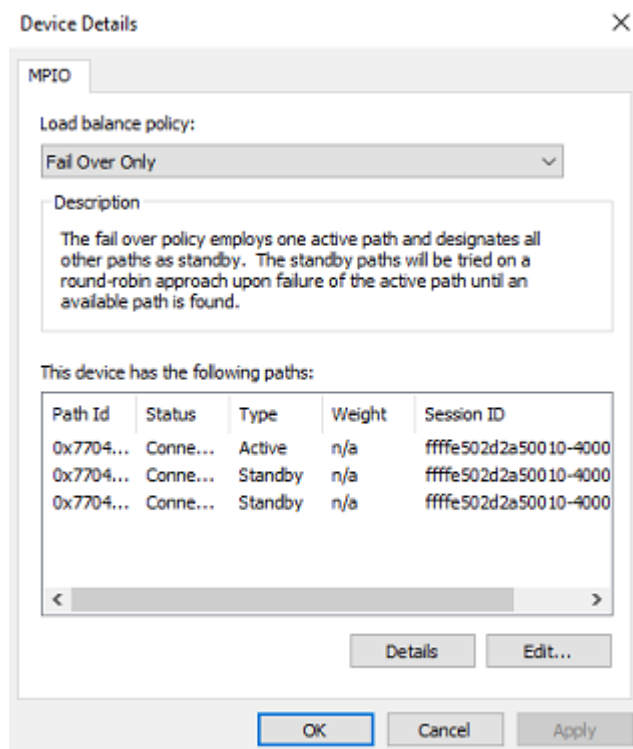 Device Details
MPIO
Load balance policy:
Fail Over Only
Description
The fail over policy employs one active path and designates all
other paths as standby. The standby paths will be tried on a
round-robin approach upon failure of the active path until an
available path is found.
This device has the following paths:
Path Id Status Type Weight Session ID
0x7704... Conne... Active n/a ffffe502d2a50010-4000
0x7704... Conne... Standby n/a ffffe502d2a50010-4000
0x7704... Conne... Standby n/a ffffe502d2a50010-4000
Details Edit...
OK Cancel Apply